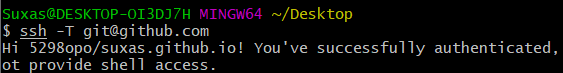 Suxas@DESKTOP-OI3DJ7H MINGW64 ~/Desktop
$ ssh -T git@github.com
Hi 5298opo/suxas.github.io! You've successfully authenticated,
ot provide shell access.